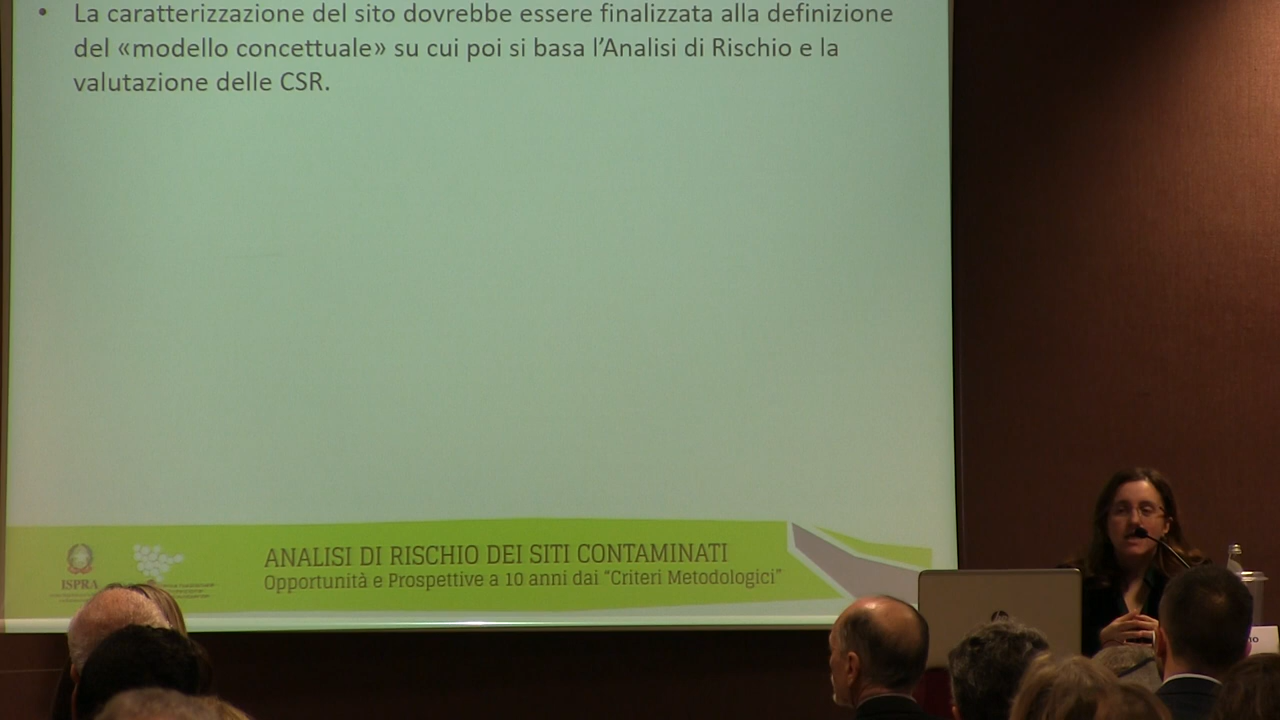 • La caratterizzazione del sito dovrebbe essere finalizzata alla definizione
del «modello concettuale» su cui poi si basa l’Analisi di Rischio e la
valutazione delle CSR.
ANALISI DI RISCHIO DEI SITI CONTAMINATI
Opportunità e Prospettive a 10 anni dai “Criteri Metodologici”
ISPRA